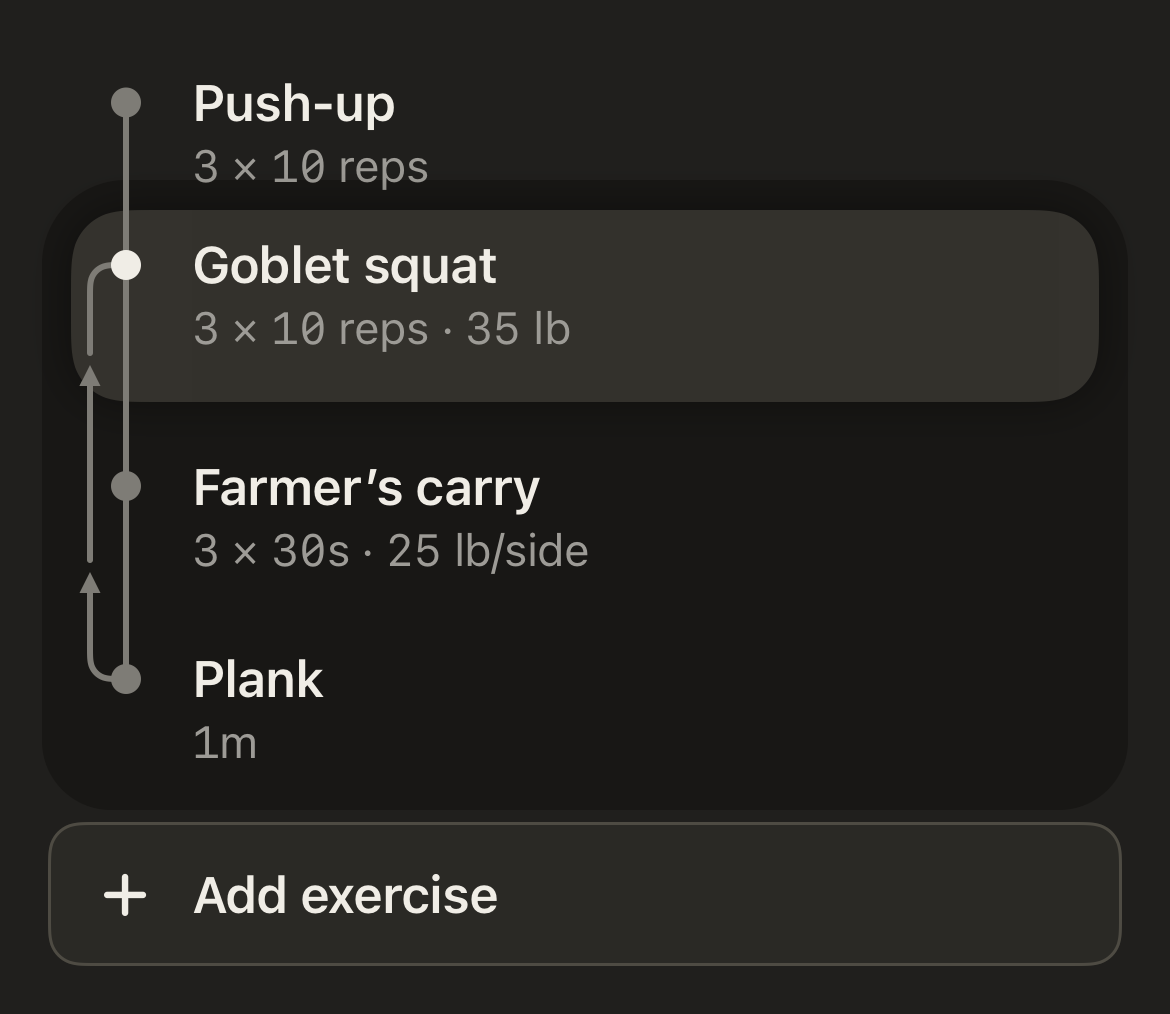 Push-up
3 × 10 reps
Goblet squat
3 × 10 reps · 35 lb
Farmer’s carry
3 × 30s · 25 lb/side
Plank
1m
Add exercise